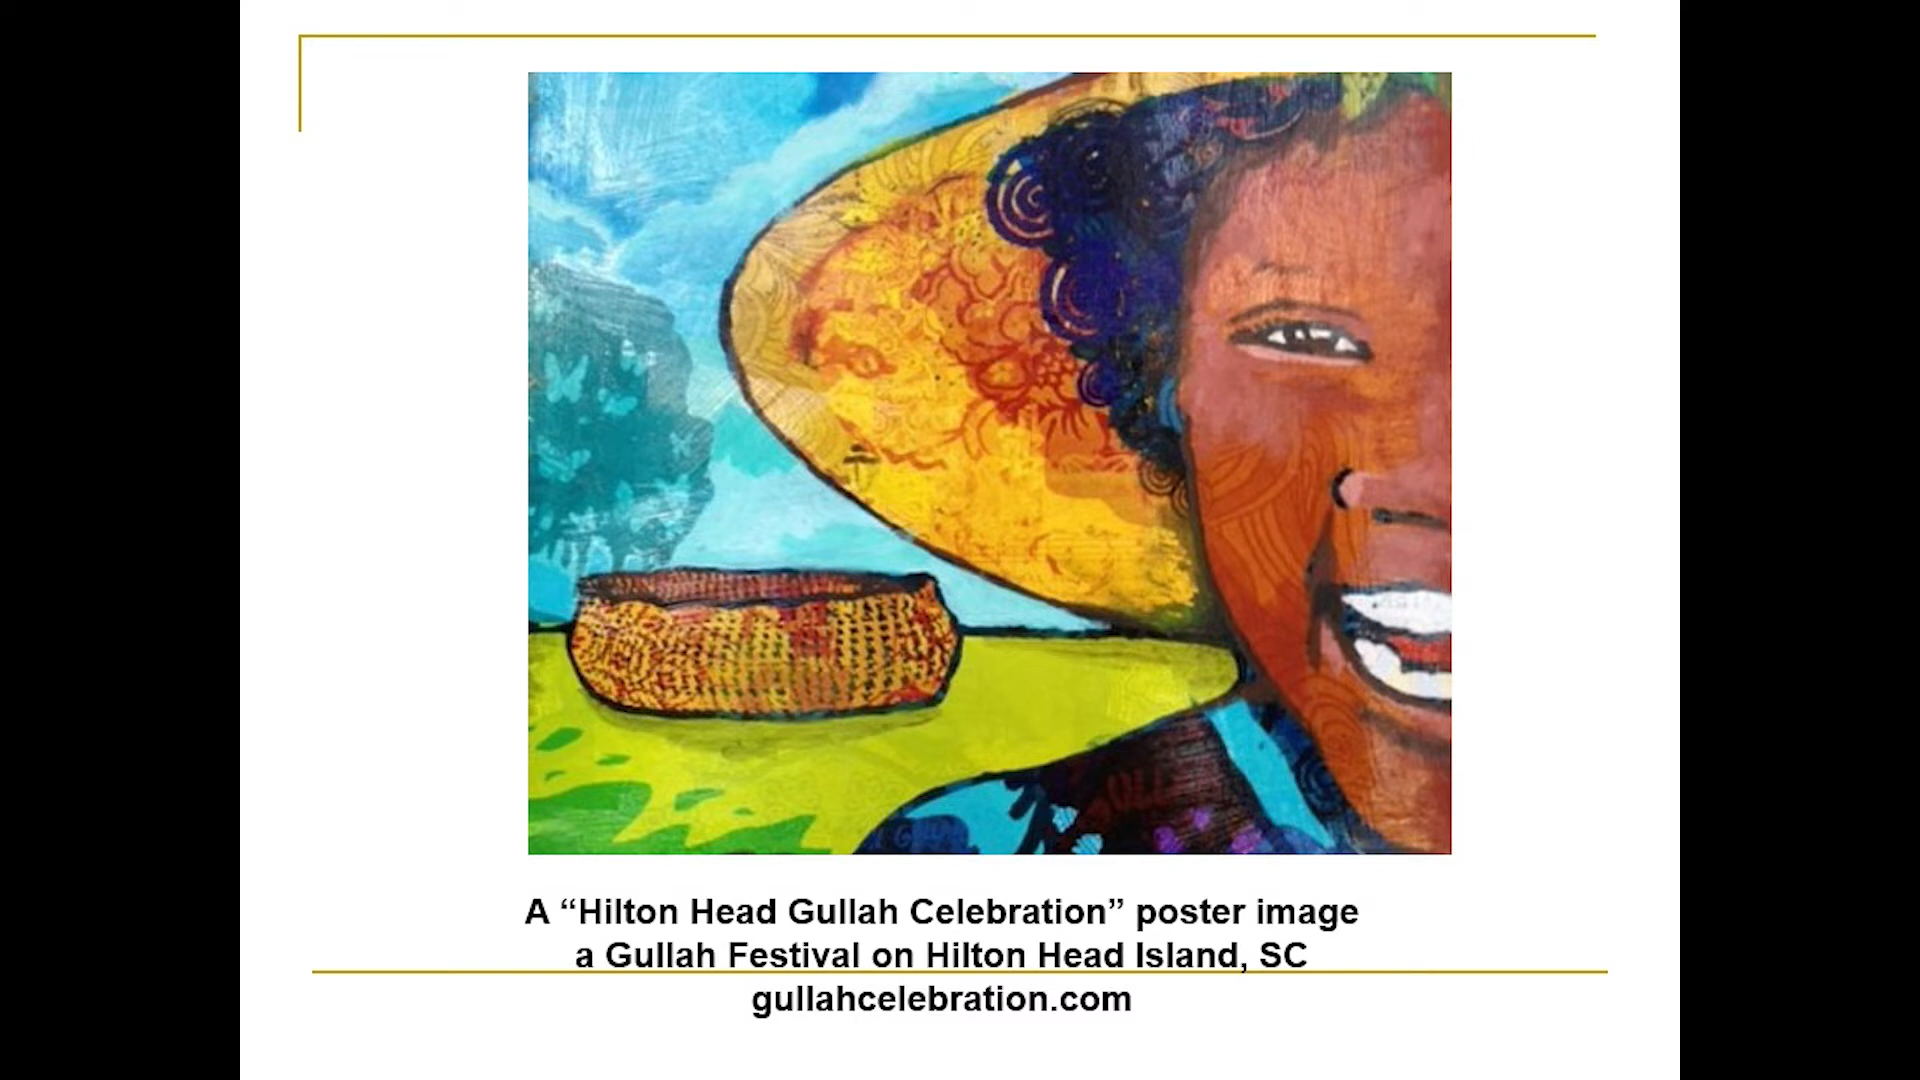 A “Hilton Head Gullah Celebration” poster image
a Gullah Festival on Hilton Head Island, SC
gullahcelebration.com